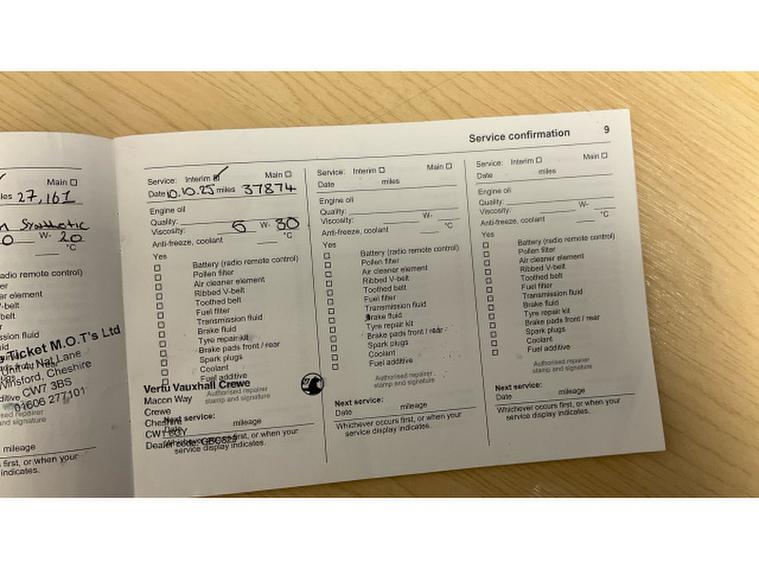 Main
les 27,161
Synthetic
W- 20
°C
adio remote control)
er
er element
-belt
r
ssion fluid
Ticket M.O.T's Ltd
Nat Lane
Winsford, Cheshire
CW7 3BS
01606 277101
ed repairer
and signature
mileage
s first, or when your
indicates.
Service confirmation 9
Service: Interim Main
Date 10.10.25 miles 37874
Engine oil
Quality:
Viscosity: 5 W- 30
Anti-freeze, coolant °C
Yes
Battery (radio remote control)
Pollen filter
Air cleaner element
Ribbed V-belt
Toothed belt
Fuel filter
Transmission fluid
Brake fluid
Tyre repair kit
Brake pads front / rear
Spark plugs
Coolant
Fuel additive
Authorised repairer
stamp and signature
Vertu Vauxhall Crewe
Macon Way
Crewe
Cheshire
Next service:
Date mileage
Dealer code:
first, or when your
service display indicates.
Service: Interim Main
Date miles
Engine oil
Quality:
Viscosity: W-
Anti-freeze, coolant °C
Yes
Battery (radio remote control)
Pollen filter
Air cleaner element
Ribbed V-belt
Toothed belt
Fuel filter
Transmission fluid
Brake fluid
Tyre repair kit
Brake pads front / rear
Spark plugs
Coolant
Fuel additive
Authorised repairer
stamp and signature
Next service:
Date mileage
Whichever occurs first, or when your
service display indicates.
Service: Interim Main
Date miles
Engine oil
Quality:
Viscosity: W-
Anti-freeze, coolant °C
Yes
Battery (radio remote control)
Pollen filter
Air cleaner element
Ribbed V-belt
Toothed belt
Fuel filter
Transmission fluid
Brake fluid
Tyre repair kit
Brake pads front / rear
Spark plugs
Coolant
Fuel additive
Authorised repairer
stamp and signature
Next service:
Date mileage
Whichever occurs first, or when your
service display indicates.